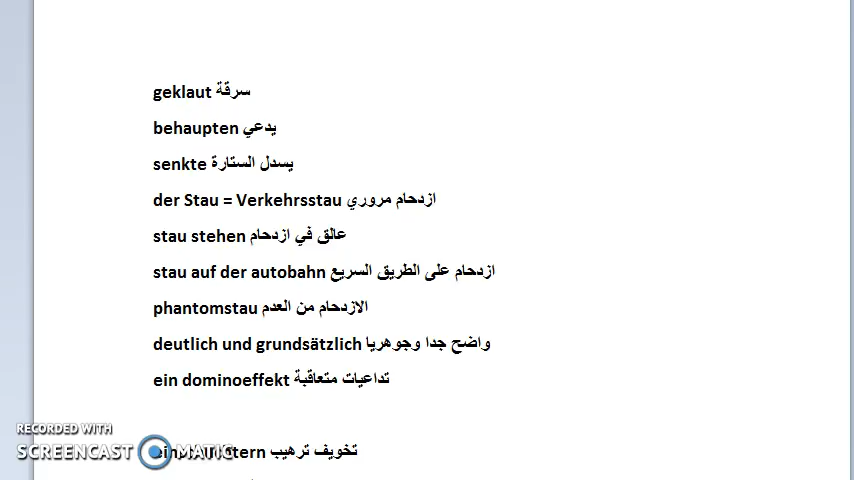 geklaut سرقة
behaupten يدعي
senkte يسدل الستارة
der Stau = Verkehrsstau ازدحام مروري
stau stehen عالق في ازدحام
stau auf der autobahn ازدحام على الطريق السريع
phantomstau الازدحام من العدم
deutlich und grundsätzlich واضح جدا وجوهريا
ein dominoeffekt تداعيات متعاقبة
RECORDED WITH
SCREENCAST MATIC
تخويف ترهيب